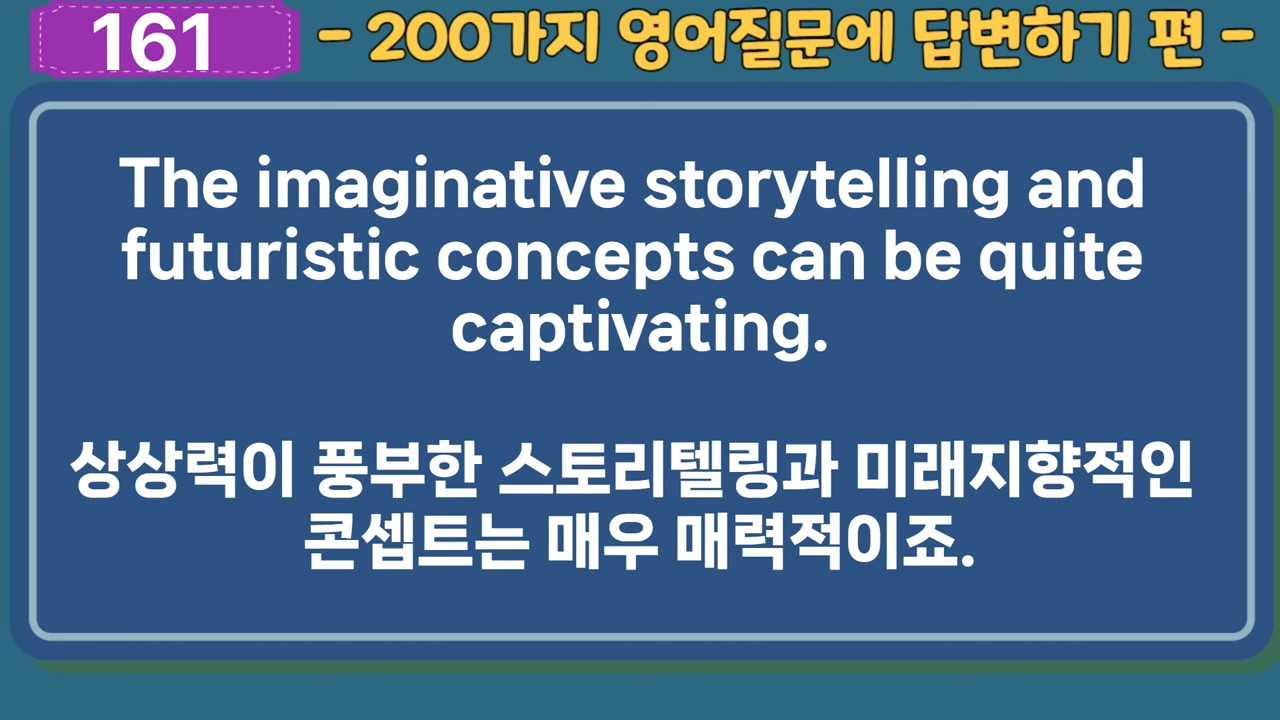 161
- 200가지 영어질문에 답변하기 편 -
The imaginative storytelling and
futuristic concepts can be quite
captivating.
상상력이 풍부한 스토리텔링과 미래지향적인
콘셉트는 매우 매력적이죠.